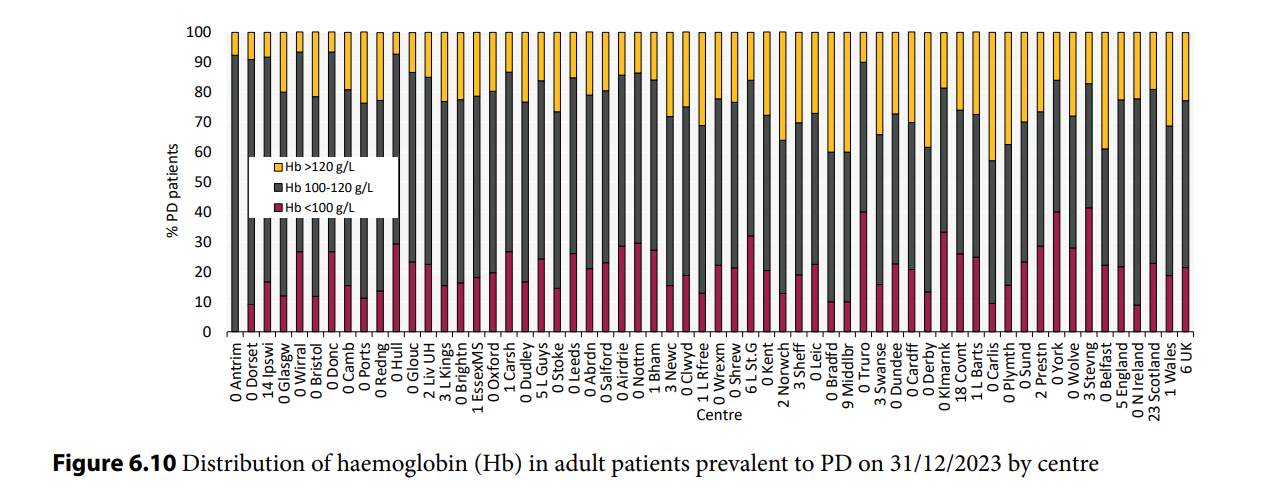 100
90
80
70
60
50
40
30
20
10
0
% PD patients
Hb >120 g/L
Hb 100-120 g/L
Hb <100 g/L
0 Antrim
0 Dorset
14 Ipswi
0 Glasgw
0 Wirral
0 Bristol
0 Donc
0 Camb
0 Ports
0 Redng
0 Hull
0 Glouc
2 Liv UH
3 L Kings
0 Brightn
1 EssexMS
0 Oxford
1 Carsh
0 Dudley
5 L Guys
0 Stoke
0 Leeds
0 Abrdn
0 Salford
0 Airdrie
0 Nottm
1 Bham
3 Newc
0 Clwyd
1 L Rfree
0 Wrexm
0 Shrew
6 L St.G
0 Kent
2 Norwch
3 Sheff
0 Leic
0 Bradfd
9 Middlbr
0 Truro
3 Swanse
0 Dundee
0 Cardff
0 Derby
0 Klmarnk
18 Covnt
1 L Barts
0 Carlis
0 Plymth
0 Sund
2 Prestn
0 York
0 Wolve
3 Stevng
0 Belfast
5 England
0 N Ireland
23 Scotland
1 Wales
6 UK
Centre
Figure 6.10 Distribution of haemoglobin (Hb) in adult patients prevalent to PD on 31/12/2023 by centre